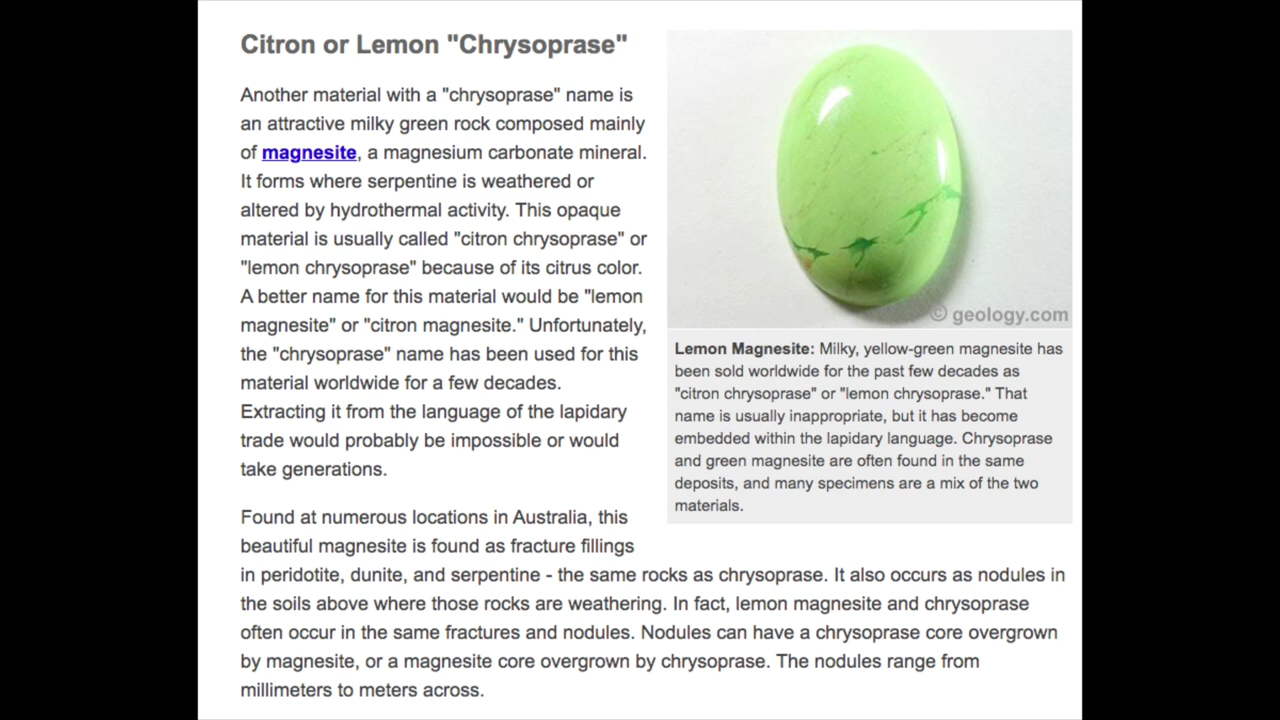 Citron or Lemon "Chrysoprase"
Another material with a "chrysoprase" name is
an attractive milky green rock composed mainly
of magnesite, a magnesium carbonate mineral.
It forms where serpentine is weathered or
altered by hydrothermal activity. This opaque
material is usually called "citron chrysoprase" or
"lemon chrysoprase" because of its citrus color.
A better name for this material would be "lemon
magnesite" or "citron magnesite." Unfortunately,
the "chrysoprase" name has been used for this
material worldwide for a few decades.
Extracting it from the language of the lapidary
trade would probably be impossible or would
take generations.
© geology.com
Lemon Magnesite: Milky, yellow-green magnesite has
been sold worldwide for the past few decades as
"citron chrysoprase" or "lemon chrysoprase." That
name is usually inappropriate, but it has become
embedded within the lapidary language. Chrysoprase
and green magnesite are often found in the same
deposits, and many specimens are a mix of the two
materials.
Found at numerous locations in Australia, this
beautiful magnesite is found as fracture fillings
in peridotite, dunite, and serpentine - the same rocks as chrysoprase. It also occurs as nodules in
the soils above where those rocks are weathering. In fact, lemon magnesite and chrysoprase
often occur in the same fractures and nodules. Nodules can have a chrysoprase core overgrown
by magnesite, or a magnesite core overgrown by chrysoprase. The nodules range from
millimeters to meters across.